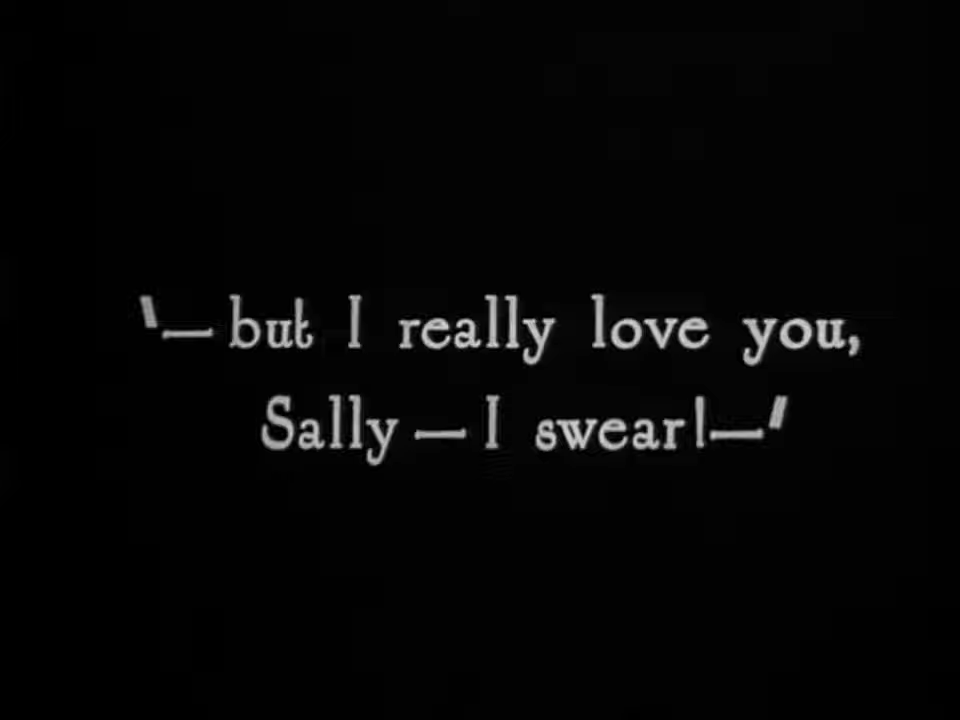 "— but I really love you,
Sally — I swear! —"